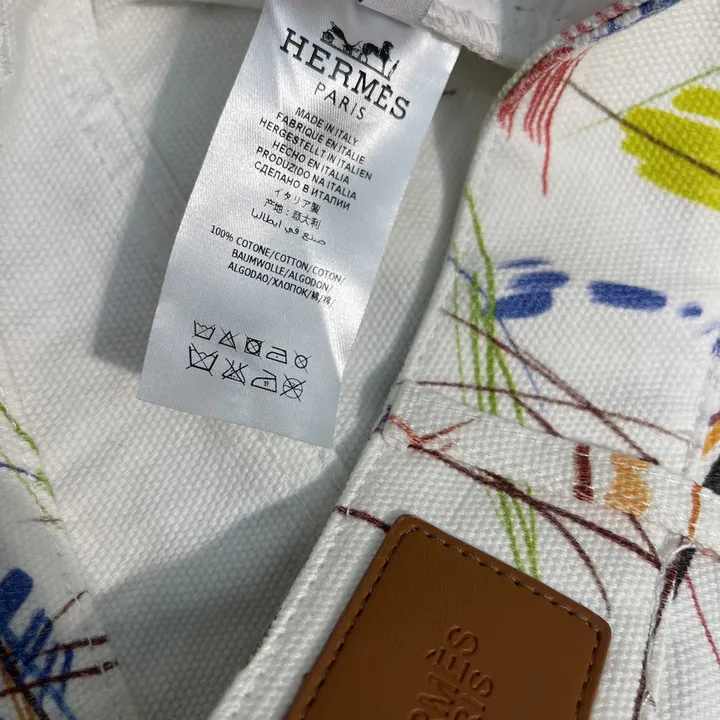 HERMÈS
PARIS
MADE IN ITALY
FABRIQUE EN ITALIE
HERGESTELLT IN ITALIEN
HECHO EN ITALIA
PRODUZIDO NA ITALIA
СДЕЛАНО В ИТАЛИИ
イタリア製
产地：意大利
صنع في ايطاليا
100% COTONE/COTTON/COTON/
BAUMWOLLE/ALGODON/
ALGODAO/ХЛОПОК/綿/棉/
RMÈS
RIS